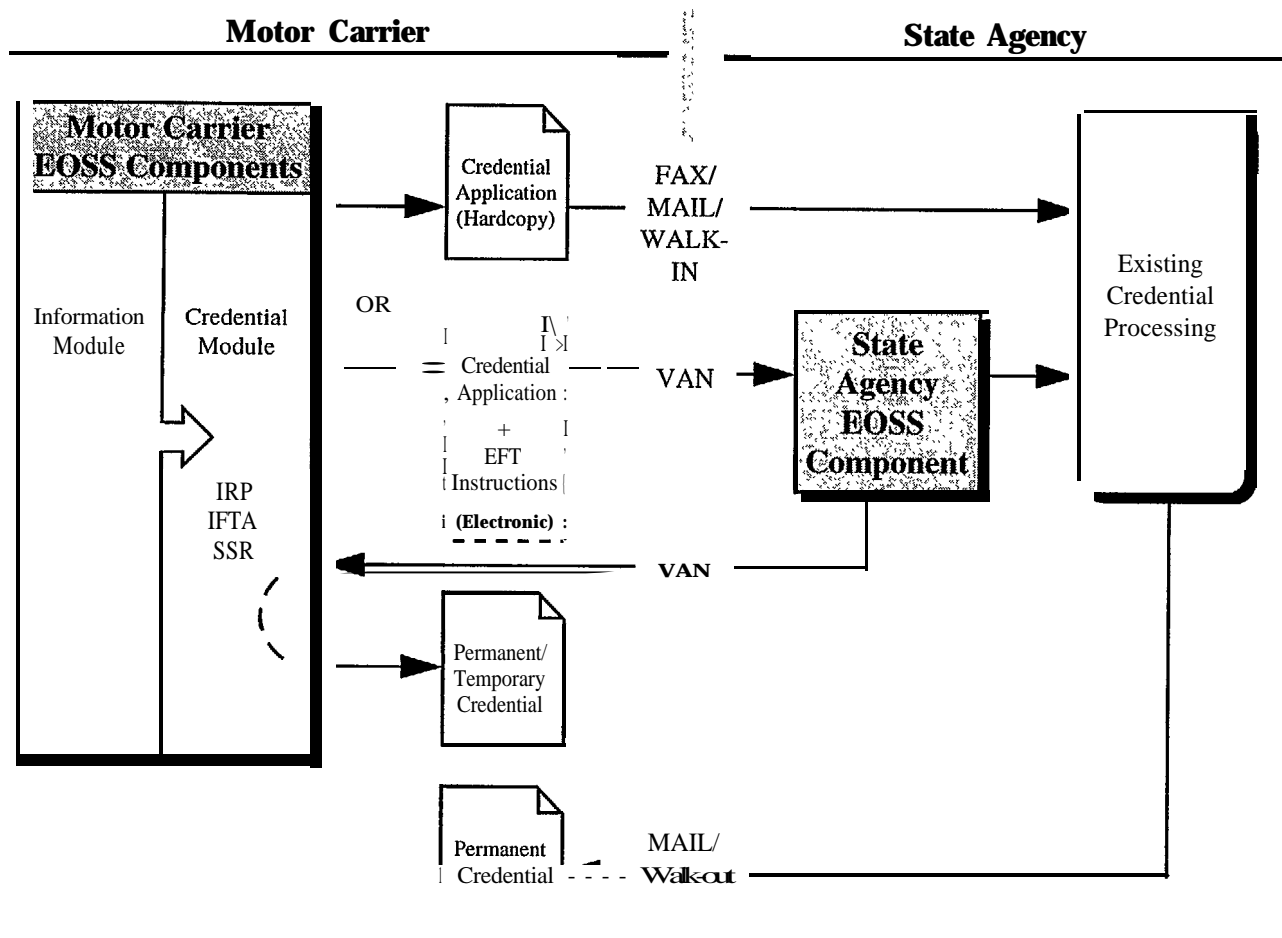 Motor Carrier
State Agency
Motor Carrier
EOSS Components
Information
Module
Credential
Module
IRP
IFTA
SSR
Credential
Application
(Hardcopy)
FAX/
MAIL/
WALK-
IN
OR
Credential
Application
+
EFT
Instructions
(Electronic)
VAN
State
Agency
EOSS
Component
Existing
Credential
Processing
VAN
Permanent/
Temporary
Credential
Permanent
Credential
MAIL/
Walk-out